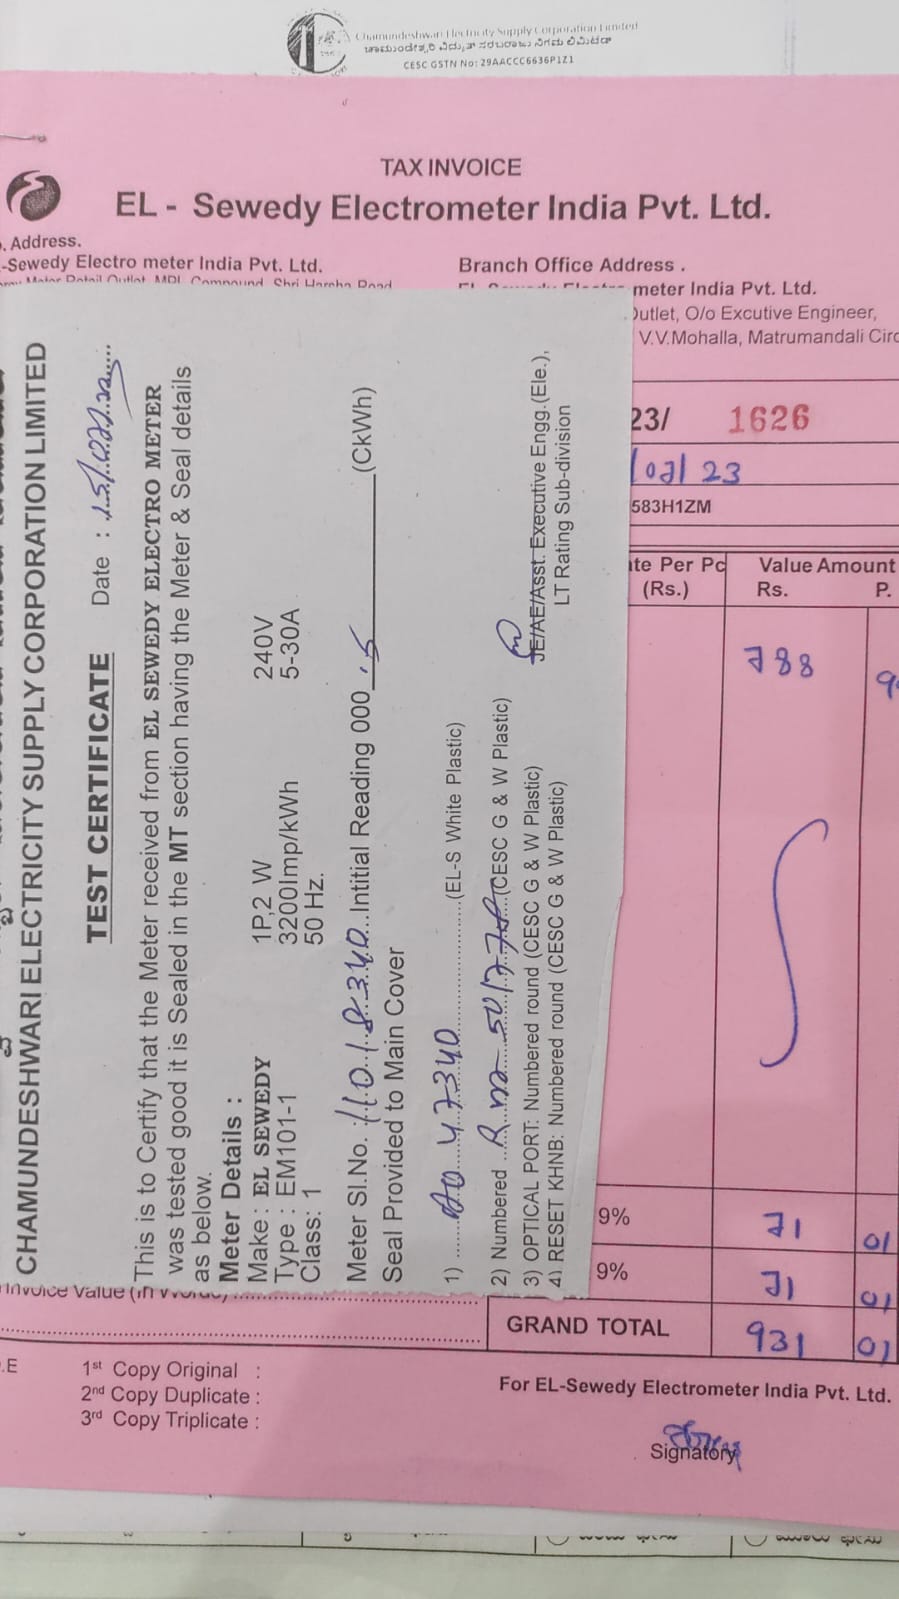 Chamundeshwari Electricity Supply Corporation Limited
ಚಾಮುಂಡೇಶ್ವರಿ ವಿದ್ಯುತ್ ಸರಬರಾಜು ನಿಗಮ ಲಿಮಿಟೆಡ್
CESC GSTN No: 29AACCC6636P1Z1
TAX INVOICE
EL - Sewedy Electrometer India Pvt. Ltd.
. Address.
-Sewedy Electro meter India Pvt. Ltd.
Branch Office Address .
meter India Pvt. Ltd.
Outlet, O/o Excutive Engineer,
V.V.Mohalla, Matrumandali Circ
23/ 1626
23
583H1ZM
te Per Pc
(Rs.)
Value Amount
Rs. P.
788
9% 71 01
9% 71 01
GRAND TOTAL 931 01
CHAMUNDESHWARI ELECTRICITY SUPPLY CORPORATION LIMITED
TEST CERTIFICATE Date :
This is to Certify that the Meter received from EL SEWEDY ELECTRO METER
was tested good it is Sealed in the MT section having the Meter & Seal details
as below.
Meter Details :
Make: EL SEWEDY 1P,2 W 240V
Type : EM101-1 3200Imp/kWh 5-30A
Class: 1 50 Hz.
Meter Sl.No. 11018340 Intitial Reading 000 .5 (CkWh)
Seal Provided to Main Cover
1) 47340 (EL-S White Plastic)
2) Numbered (CESC G & W Plastic)
3) OPTICAL PORT: Numbered round (CESC G & W Plastic)
4) RESET KHNB: Numbered round (CESC G & W Plastic)
JE/AE/Asst. Executive Engg.(Ele.),
LT Rating Sub-division
Invoice Value (in Words)
.E
1st Copy Original :
2nd Copy Duplicate :
3rd Copy Triplicate :
For EL-Sewedy Electrometer India Pvt. Ltd.
Signatory